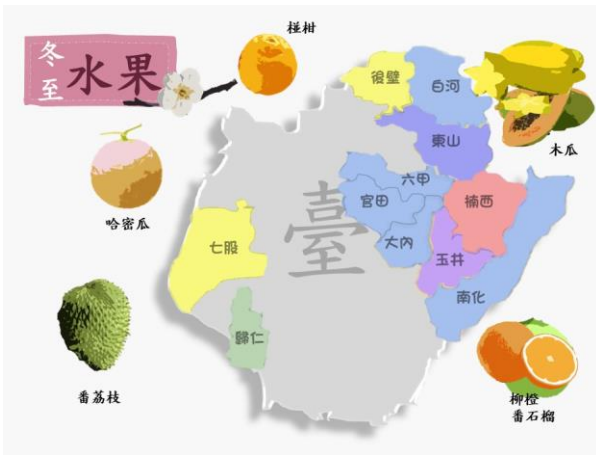 冬至
水果
椪柑
後壁
白河
東山
木瓜
六甲
官田
楠西
哈密瓜
臺
大內
七股
玉井
南化
歸仁
番荔枝
柳橙
番石榴